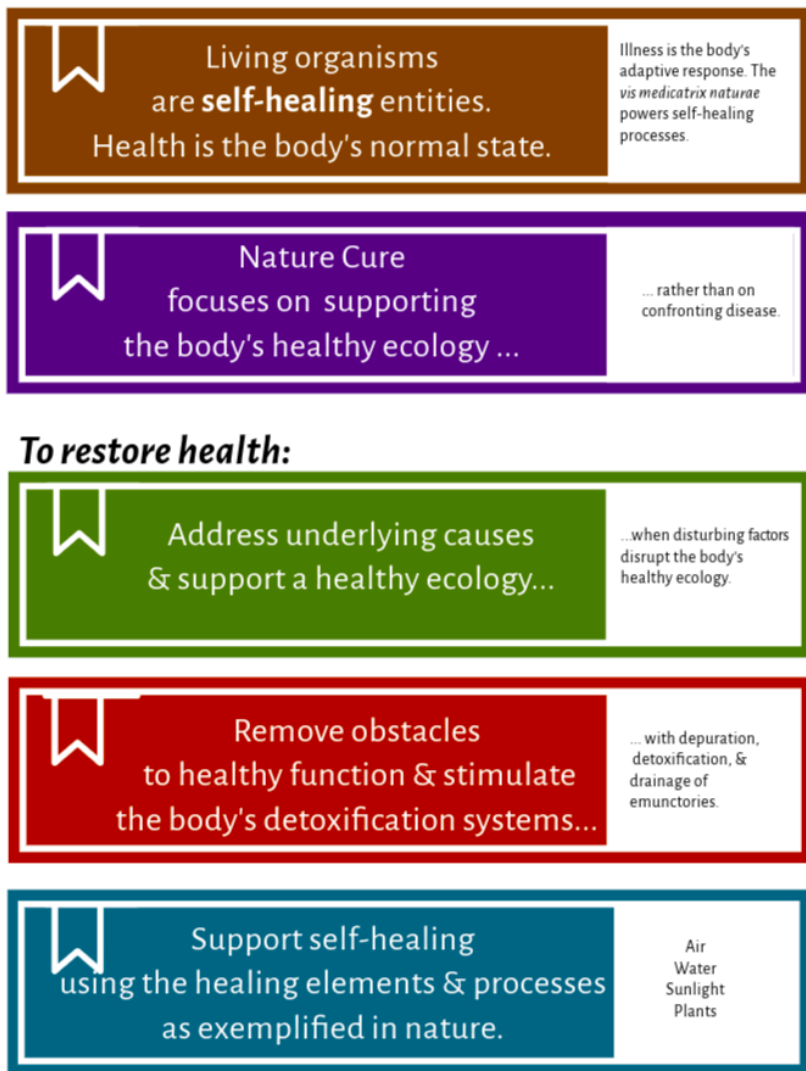 Living organisms
are self-healing entities.
Health is the body's normal state.
Illness is the body's
adaptive response. The
vis medicatrix naturae
powers self-healing
processes.
Nature Cure
focuses on supporting
the body's healthy ecology ...
... rather than on
confronting disease.
To restore health:
Address underlying causes
& support a healthy ecology...
...when disturbing factors
disrupt the body's
healthy ecology.
Remove obstacles
to healthy function & stimulate
the body's detoxification systems...
... with depuration,
detoxification, &
drainage of
emunctories.
Support self-healing
using the healing elements & processes
as exemplified in nature.
Air
Water
Sunlight
Plants